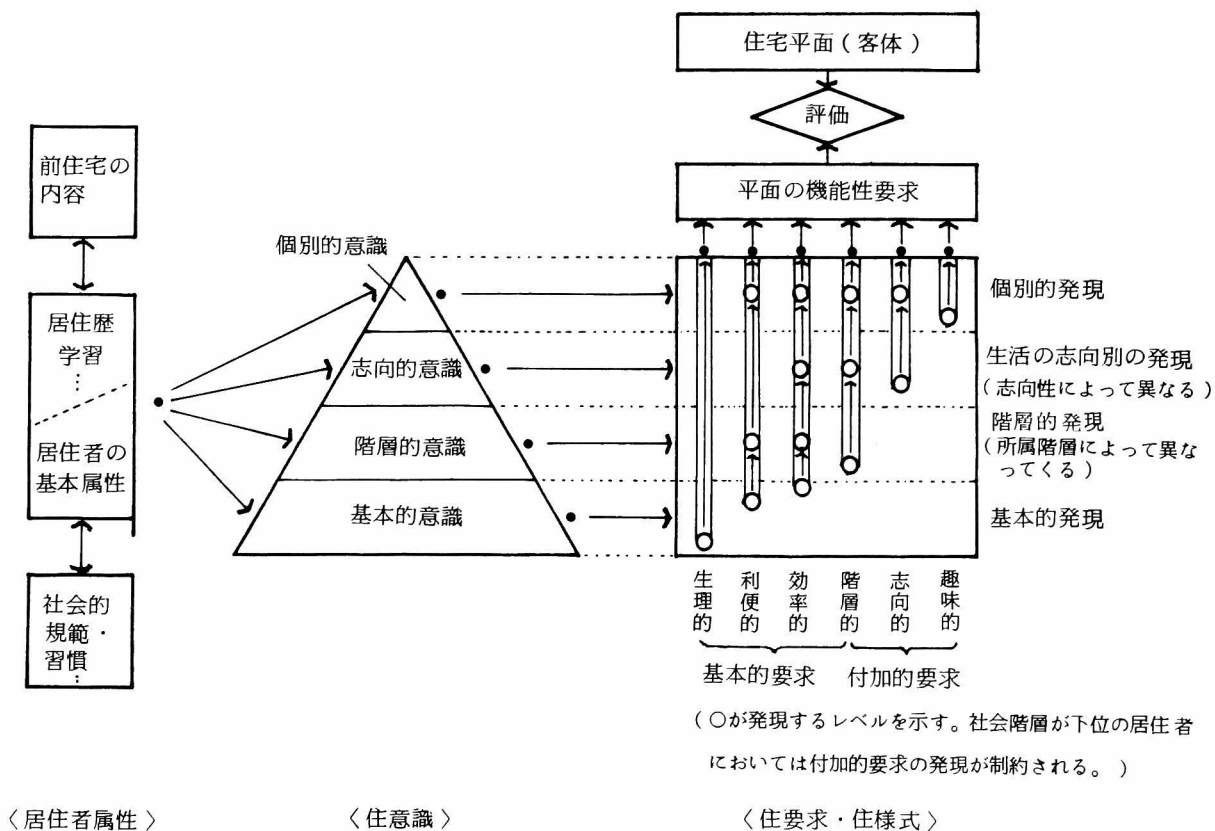 住宅平面（客体）
評価
平面の機能性要求
前住宅の
内容
居住歴
学習
⋮
居住者の
基本属性
社会的
規範・
習慣
⋮
個別的意識
志向的意識
階層的意識
基本的意識
個別的発現
生活の志向別の発現
（志向性によって異なる）
階層的発現
（所属階層によって異な
ってくる）
基本的発現
生理的
利便的
効率的
階層的
志向的
趣味的
基本的要求
付加的要求
（○が発現するレベルを示す。社会階層が下位の居住者
においては付加的要求の発現が制約される。）
〈居住者属性〉
〈住意識〉
〈住要求・住様式〉